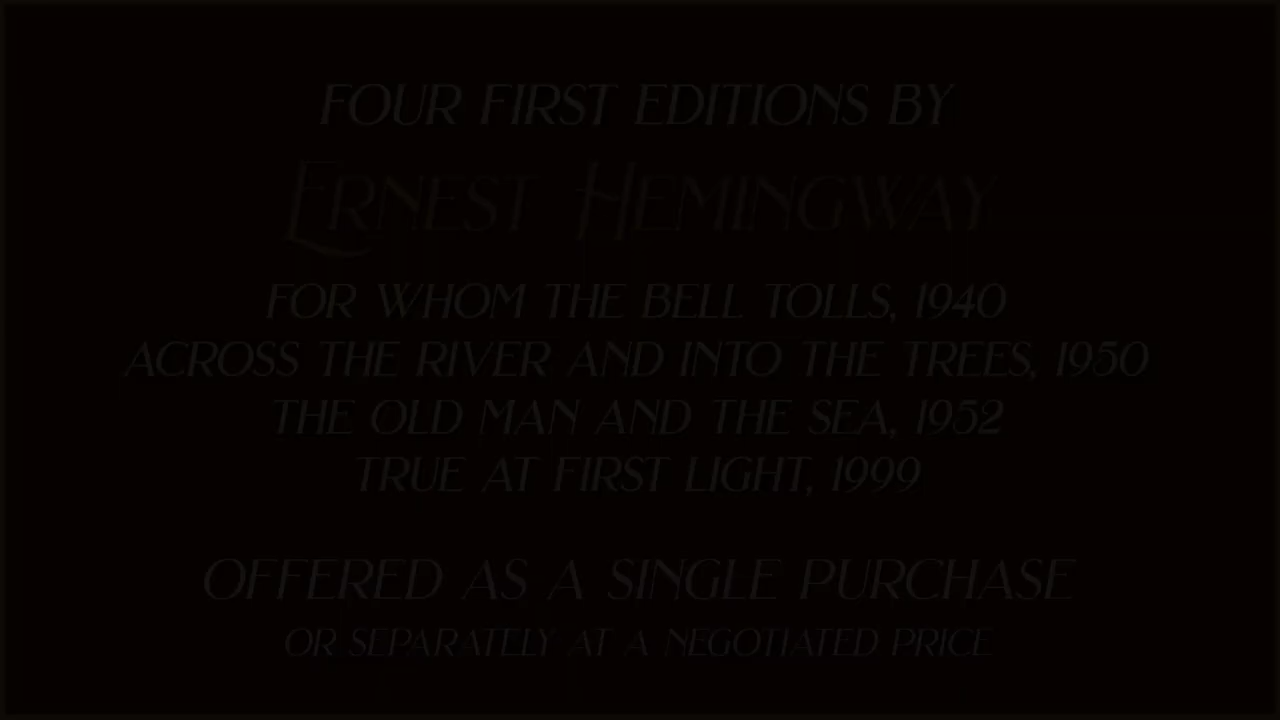 FOUR FIRST EDITIONS BY
ERNEST HEMINGWAY
FOR WHOM THE BELL TOLLS, 1940
ACROSS THE RIVER AND INTO THE TREES, 1950
THE OLD MAN AND THE SEA, 1952
TRUE AT FIRST LIGHT, 1999
OFFERED AS A SINGLE PURCHASE
OR SEPARATELY AT A NEGOTIATED PRICE